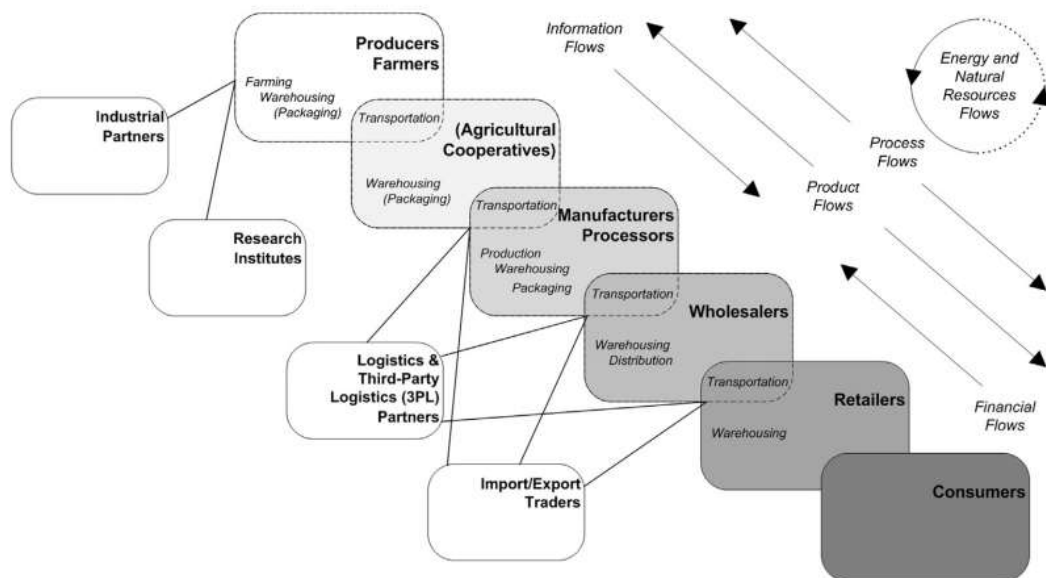 Producers
Farmers
Farming
Warehousing
(Packaging)
Industrial
Partners
Transportation
(Agricultural
Cooperatives)
Warehousing
(Packaging)
Research
Institutes
Transportation
Manufacturers
Processors
Production
Warehousing
Packaging
Transportation
Wholesalers
Warehousing
Distribution
Logistics &
Third-Party
Logistics (3PL)
Partners
Transportation
Retailers
Warehousing
Import/Export
Traders
Consumers
Information
Flows
Energy and
Natural
Resources
Flows
Process
Flows
Product
Flows
Financial
Flows